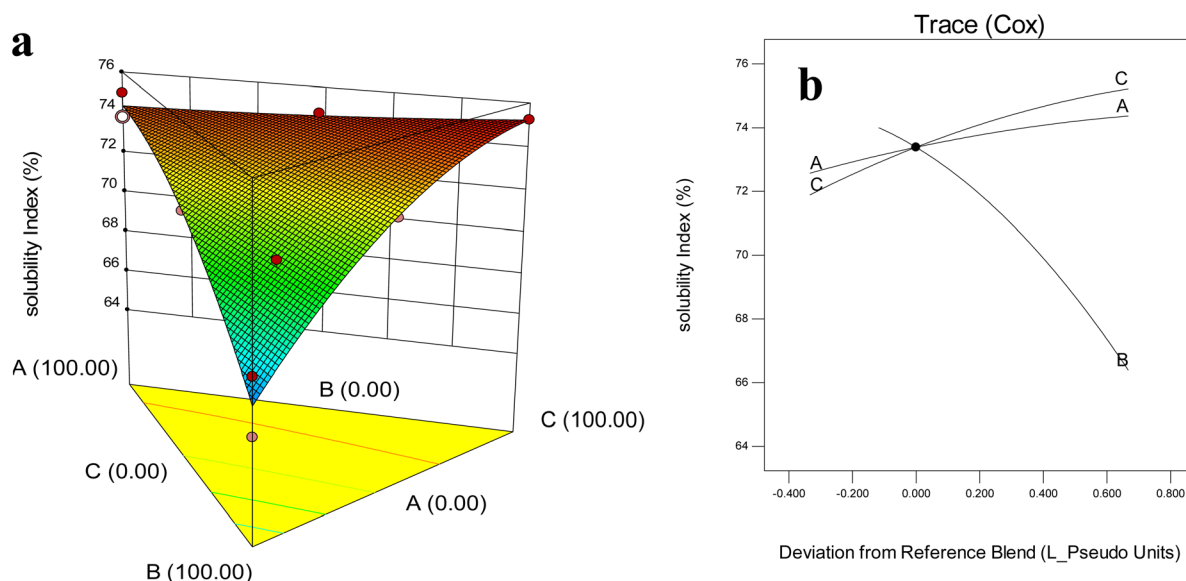 a
76
74
72
70
68
66
64
solubility Index (%)
A (100.00)
B (0.00)
C (100.00)
C (0.00)
A (0.00)
B (100.00)
Trace (Cox)
b
76
74
72
70
68
66
64
solubility Index (%)
C
A
A
C
B
-0.400 -0.200 0.000 0.200 0.400 0.600 0.800
Deviation from Reference Blend (L_Pseudo Units)